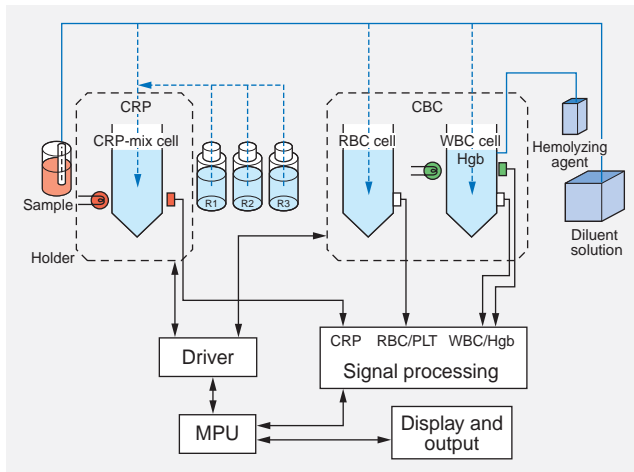 CRP
CBC
CRP-mix cell
RBC cell
WBC cell
Hgb
Hemolyzing
agent
Sample
R1
R2
R3
Holder
Diluent
solution
CRP
RBC/PLT
WBC/Hgb
Signal processing
Driver
MPU
Display and
output